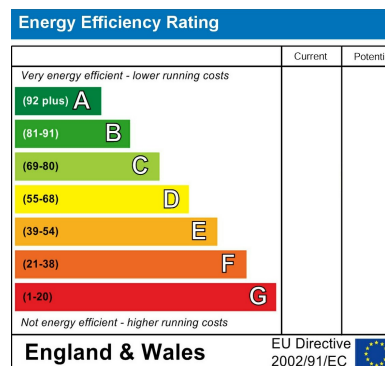 Energy Efficiency Rating
Current Potenti
Very energy efficient - lower running costs
(92 plus) A
(81-91) B
(69-80) C
(55-68) D
(39-54) E
(21-38) F
(1-20) G
Not energy efficient - higher running costs
England & Wales
EU Directive
2002/91/EC